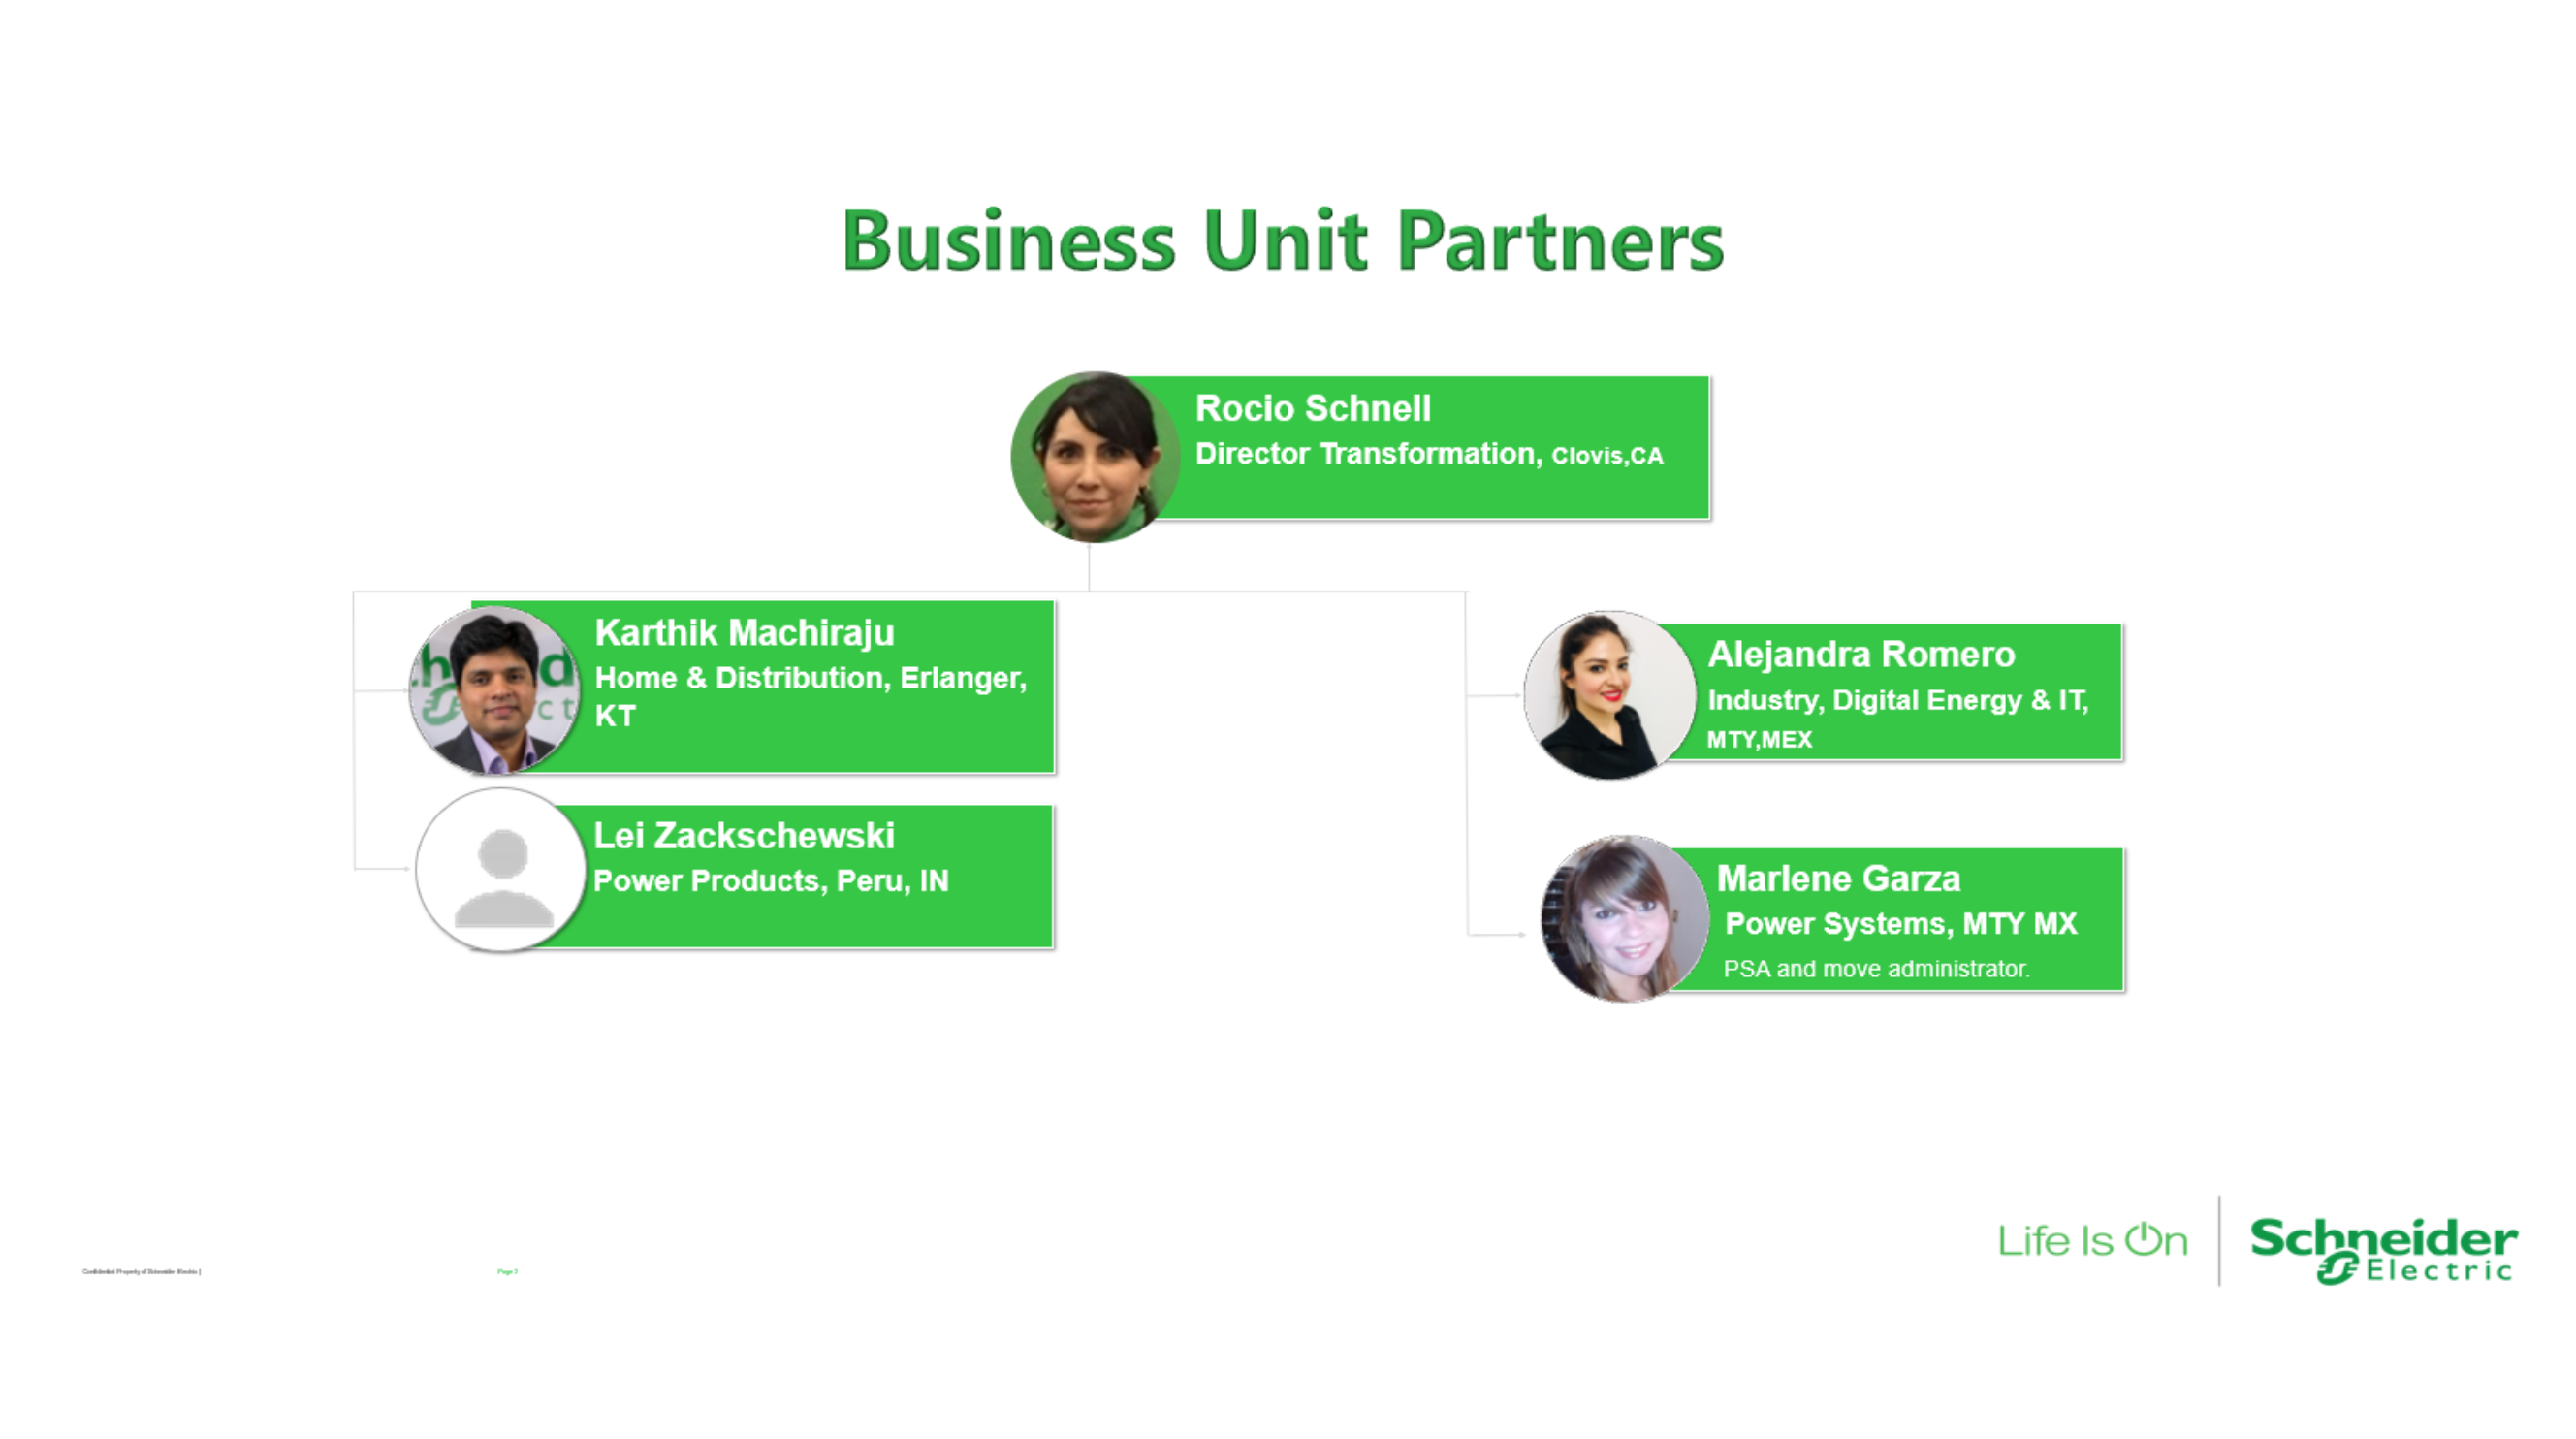 Business Unit Partners
Rocio Schnell
Director Transformation, Clovis,CA
Karthik Machiraju
Home & Distribution, Erlanger,
KT
Lei Zackschewski
Power Products, Peru, IN
Alejandra Romero
Industry, Digital Energy & IT,
MTY,MEX
Marlene Garza
Power Systems, MTY MX
PSA and move administrator.
Confidential Property of Schneider Electric |
Page 3
Life Is On
Schneider
Electric